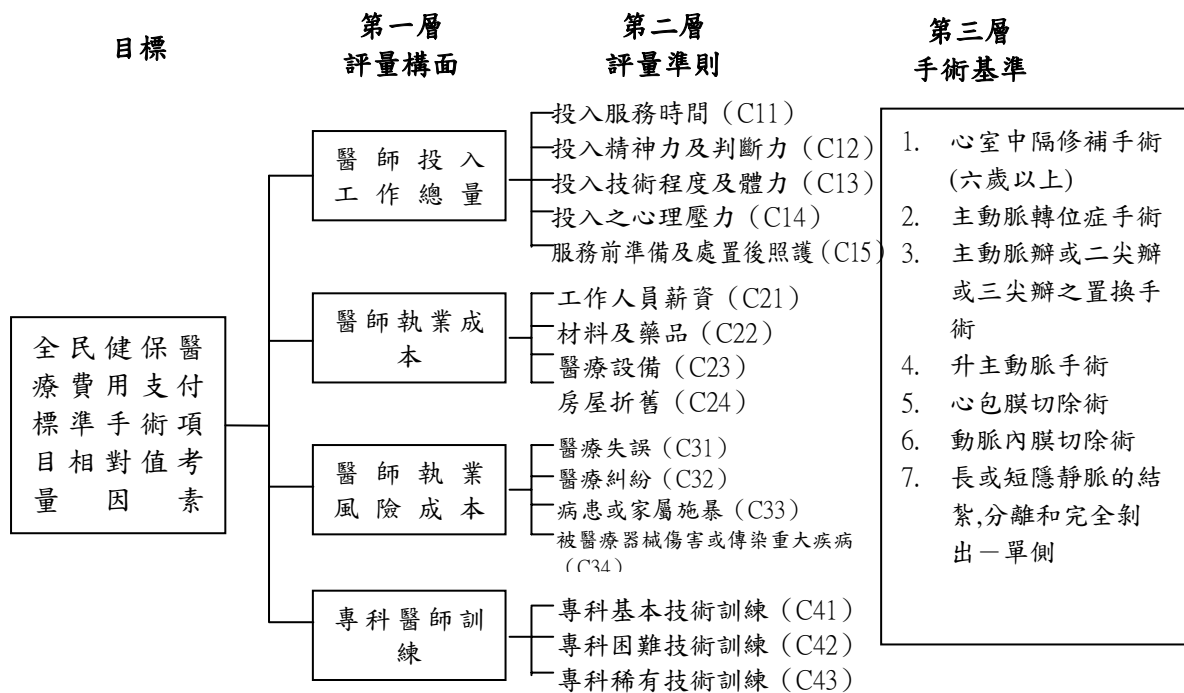 目標
第一層
評量構面
第二層
評量準則
第三層
手術基準
全民健保醫
療費用支付
標準手術項
目相對值考
量因素
醫師投入
工作總量
投入服務時間（C11）
投入精神力及判斷力（C12）
投入技術程度及體力（C13）
投入之心理壓力（C14）
服務前準備及處置後照護（C15）
醫師執業成
本
工作人員薪資（C21）
材料及藥品（C22）
醫療設備（C23）
房屋折舊（C24）
醫師執業
風險成本
醫療失誤（C31）
醫療糾紛（C32）
病患或家屬施暴（C33）
被醫療器械傷害或傳染重大疾病
（C34）
專科醫師訓
練
專科基本技術訓練（C41）
專科困難技術訓練（C42）
專科稀有技術訓練（C43）
1. 心室中隔修補手術
(六歲以上)
2. 主動脈轉位症手術
3. 主動脈瓣或二尖瓣
或三尖瓣之置換手
術
4. 升主動脈手術
5. 心包膜切除術
6. 動脈內膜切除術
7. 長或短隱靜脈的結
紮,分離和完全剝
出－單側